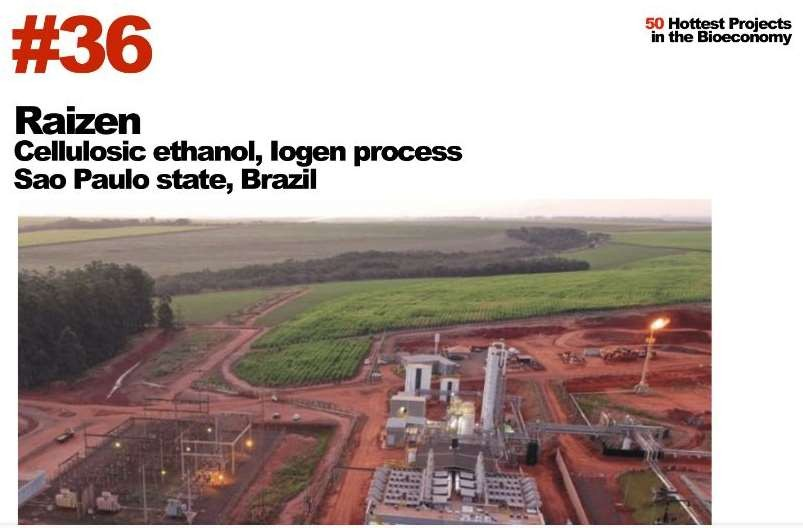 #36
50 Hottest Projects
in the Bioeconomy
Raizen
Cellulosic ethanol, Iogen process
Sao Paulo state, Brazil